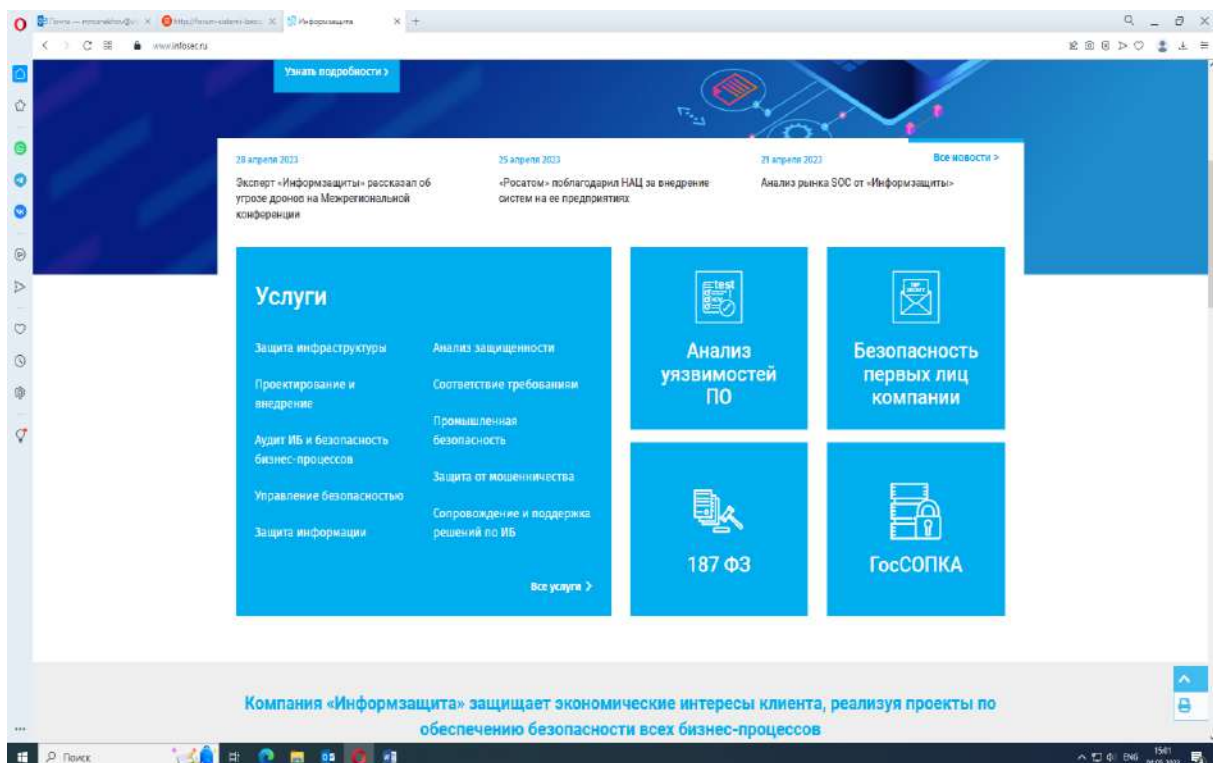 Информзащита
www.infosec.ru
Узнать подробности >
28 апреля 2023
25 апреля 2023
21 апреля 2023
Все новости >
Эксперт «Информзащиты» рассказал об
угрозе дронов на Межрегиональной
конференции
«Росатом» поблагодарил НАЦ за внедрение
систем на ее предприятиях
Анализ рынка SOC от «Информзащиты»
Услуги
Защита инфраструктуры
Проектирование и
внедрение
Аудит ИБ и безопасность
бизнес-процессов
Управление безопасностью
Защита информации
Анализ защищенности
Соответствие требованиям
Промышленная
безопасность
Защита от мошенничества
Сопровождение и поддержка
решений по ИБ
Все услуги >
test
Анализ
уязвимостей
ПО
Безопасность
первых лиц
компании
187 ФЗ
ГосСОПКА
Компания «Информзащита» защищает экономические интересы клиента, реализуя проекты по
обеспечению безопасности всех бизнес-процессов
Поиск
ENG
15:01